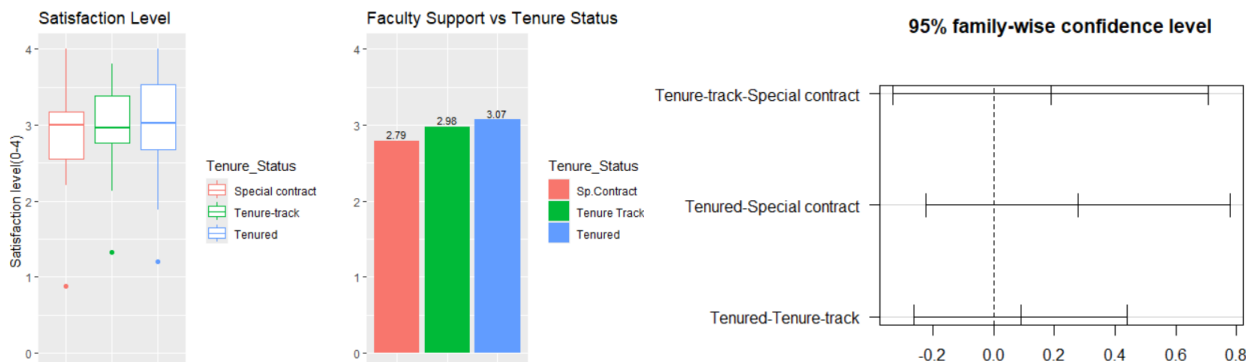 Satisfaction Level
4
3
2
1
0
Satisfaction level(0-4)
Tenure_Status
Special contract
Tenure-track
Tenured
Faculty Support vs Tenure Status
4
3
2
1
0
2.79
2.98
3.07
Tenure_Status
Sp.Contract
Tenure Track
Tenured
95% family-wise confidence level
Tenure-track-Special contract
Tenured-Special contract
Tenured-Tenure-track
-0.2 0.0 0.2 0.4 0.6 0.8